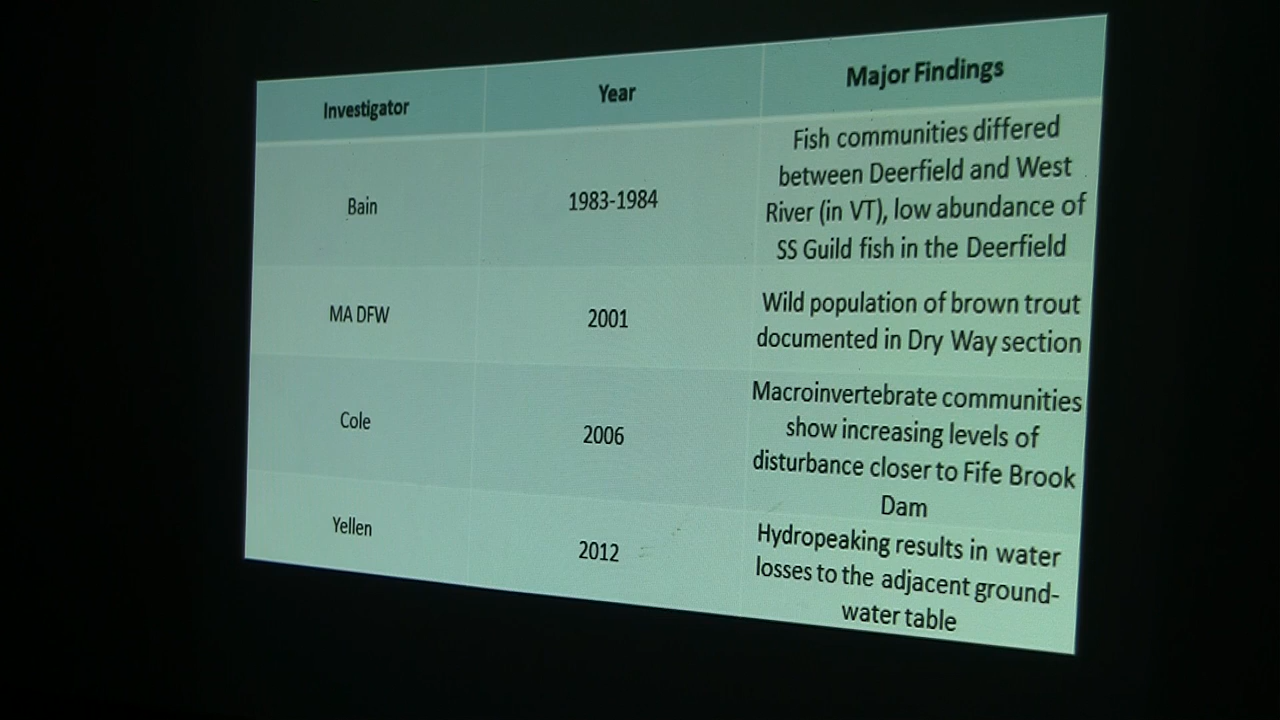 Investigator Year Major Findings
Bain 1983-1984 Fish communities differed
between Deerfield and West
River (in VT), low abundance of
SS Guild fish in the Deerfield
MA DFW 2001 Wild population of brown trout
documented in Dry Way section
Cole 2006 Macroinvertebrate communities
show increasing levels of
disturbance closer to Fife Brook
Dam
Yellen 2012 Hydropeaking results in water
losses to the adjacent ground-
water table